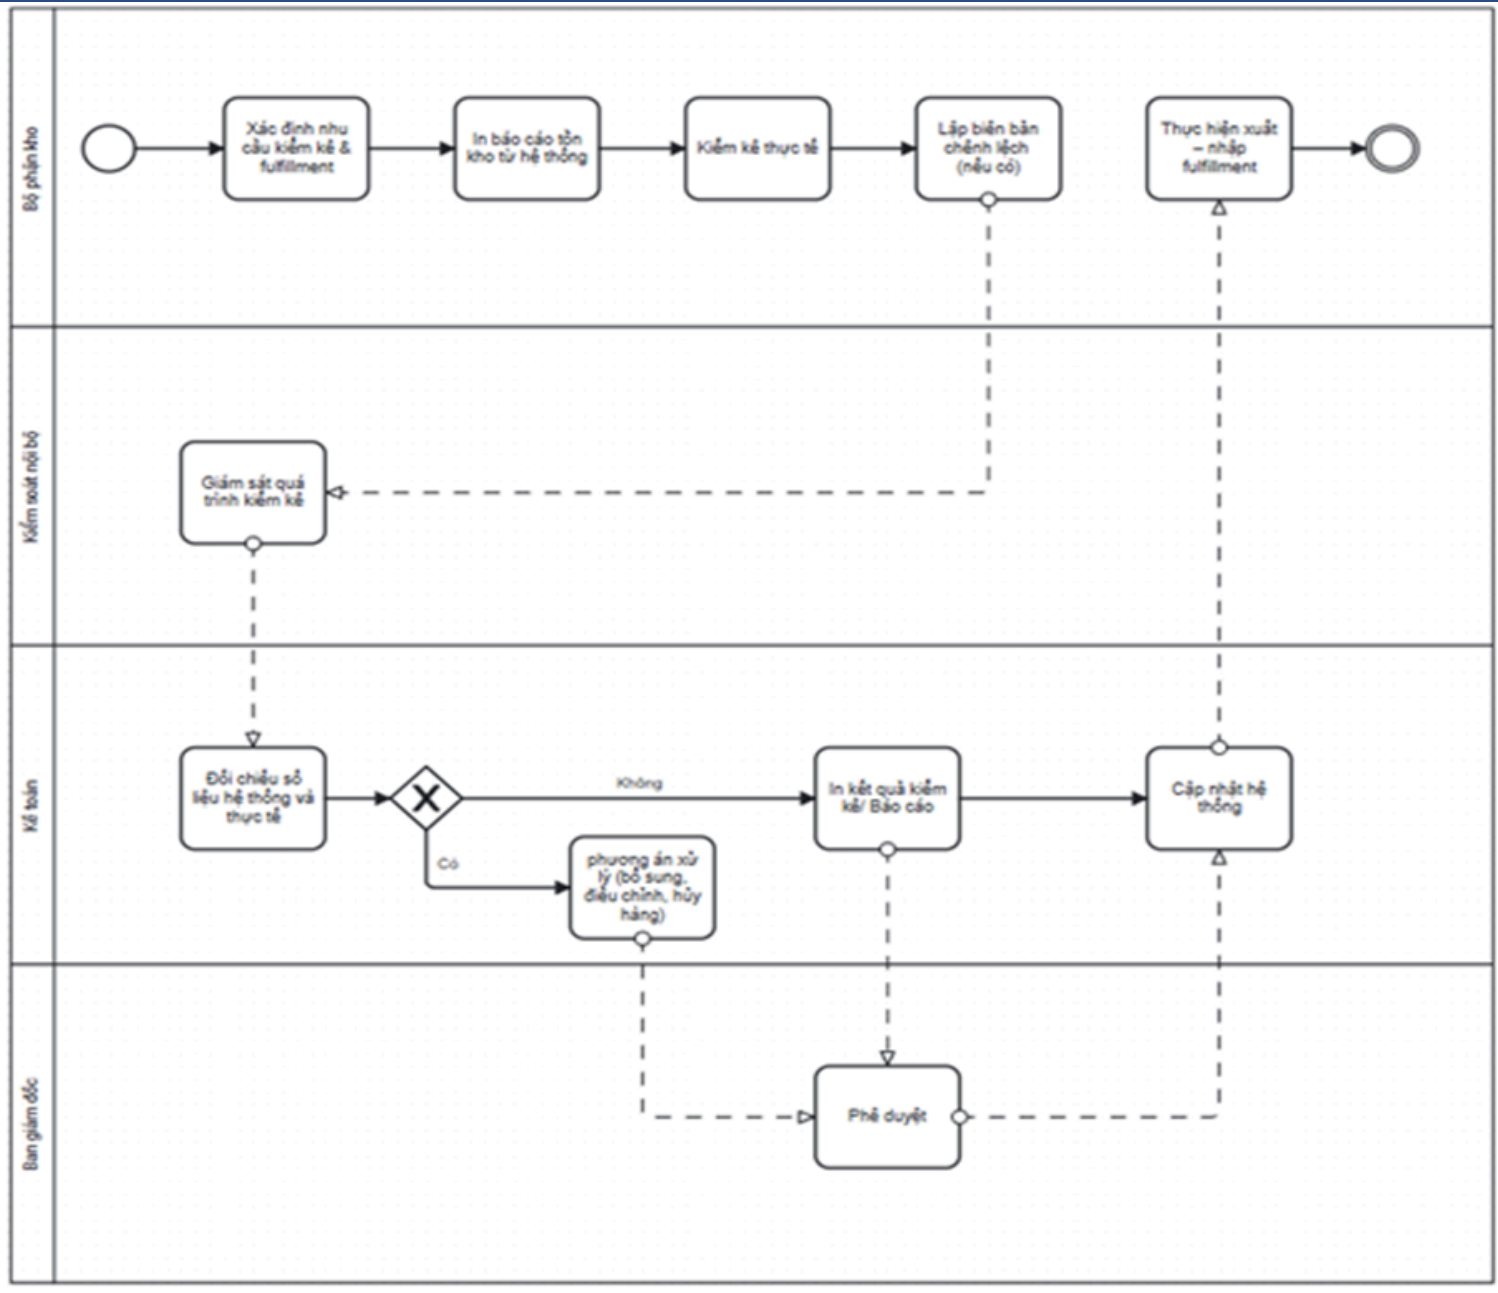 Bộ phận kho
Xác định nhu
cầu kiểm kê &
fulfillment
In báo cáo tồn
kho từ hệ thống
Kiểm kê thực tế
Lập biên bản
chênh lệch
(nếu có)
Thực hiện xuất
– nhập
fulfillment
Kiểm soát nội bộ
Giám sát quá
trình kiểm kê
Kế toán
Đối chiếu số
liệu hệ thống và
thực tế
Không
Có
phương án xử
lý (bổ sung,
điều chỉnh, hủy
hàng)
In kết quả kiểm
kê/ Báo cáo
Cập nhật hệ
thống
Ban giám đốc
Phê duyệt